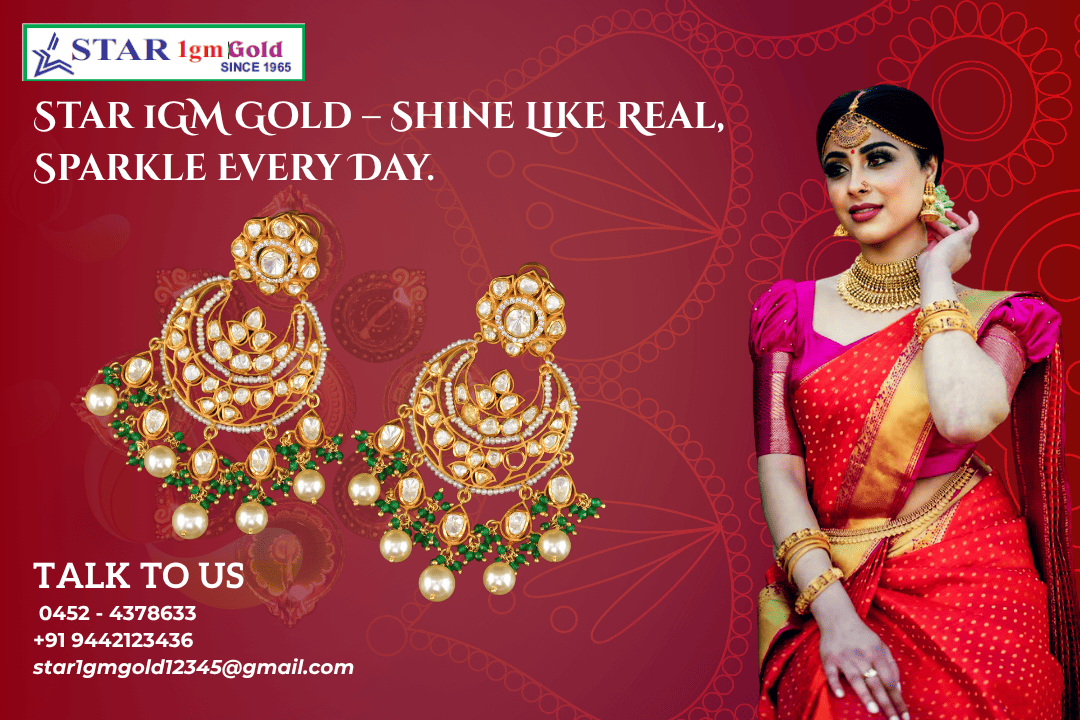 STAR 1gm Gold
SINCE 1965
Star 1GM Gold – Shine Like Real,
Sparkle Every Day.
TALK TO US
0452 - 4378633
+91 9442123436
star1gmgold12345@gmail.com